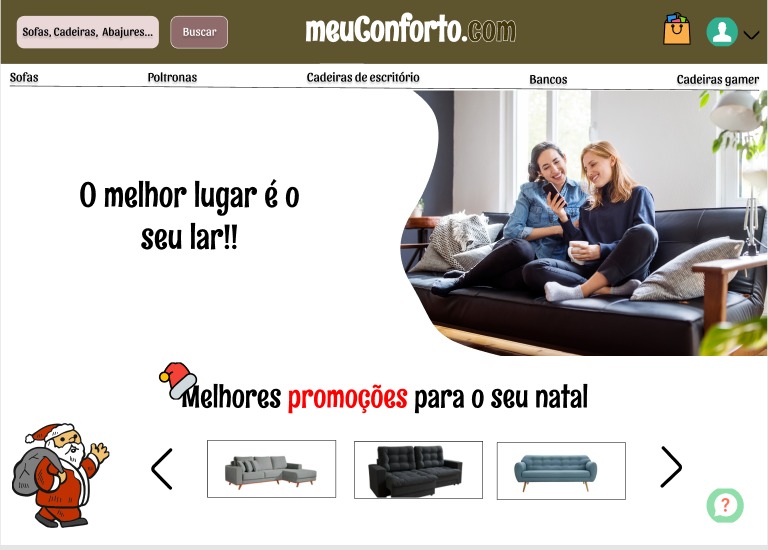 Sofas, Cadeiras, Abajures...
Buscar
meuConforto.com
Sofas
Poltronas
Cadeiras de escritório
Bancos
Cadeiras gamer
O melhor lugar é o
seu lar!!
Melhores promoções para o seu natal
?